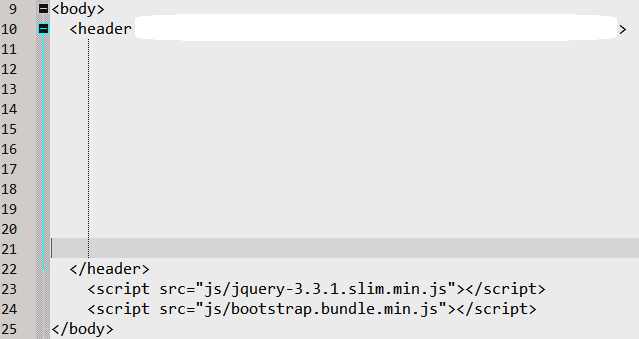 9 <body>
10 <header >
11
12
13
14
15
16
17
18
19
20
21
22 </header>
23 <script src="js/jquery-3.3.1.slim.min.js"></script>
24 <script src="js/bootstrap.bundle.min.js"></script>
25 </body>